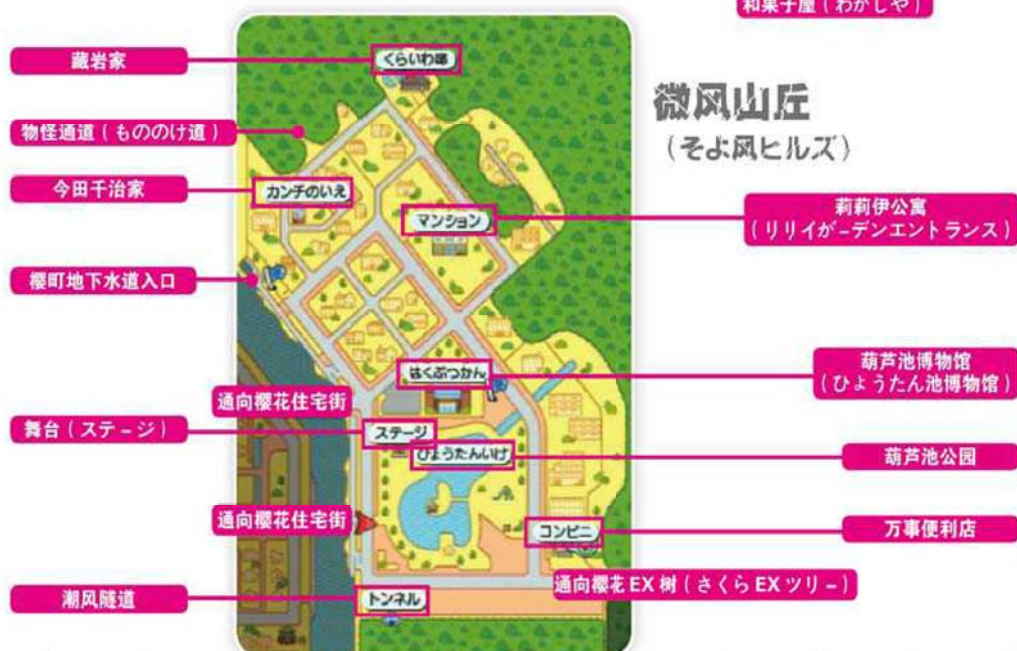 和果子屋（わがしや）
微风山丘
（そよ风ヒルズ）
藏岩家
くらいわ邸
物怪通道（もののけ道）
今田千治家
カンチのいえ
マンション
莉莉伊公寓
（リリイが－デンエントランス）
櫻町地下水道入口
はくぶつかん
葫芦池博物馆
（ひょうたん池博物馆）
通向櫻花住宅街
舞台（ステ－ジ）
ステージ
ひょうたんいけ
葫芦池公园
通向櫻花住宅街
コンビニ
万事便利店
通向櫻花 EX 树（さくら EX ツリ－）
潮风隧道
トンネル